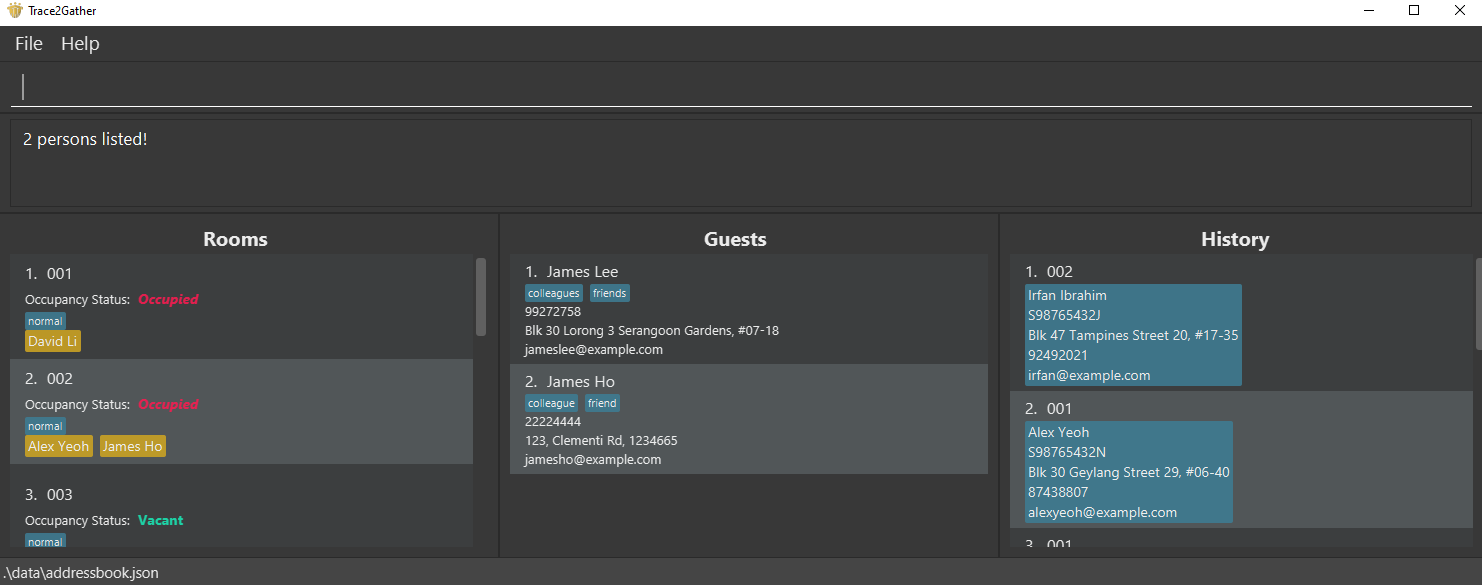 Trace2Gather
File Help
2 persons listed!
Rooms
1. 001
Occupancy Status: Occupied
normal
David Li
2. 002
Occupancy Status: Occupied
normal
Alex Yeoh James Ho
3. 003
Occupancy Status: Vacant
normal
Guests
1. James Lee
colleagues friends
99272758
Blk 30 Lorong 3 Serangoon Gardens, #07-18
jameslee@example.com
2. James Ho
colleague friend
22224444
123, Clementi Rd, 1234665
jamesho@example.com
History
1. 002
Irfan Ibrahim
S98765432J
Blk 47 Tampines Street 20, #17-35
92492021
irfan@example.com
2. 001
Alex Yeoh
S98765432N
Blk 30 Geylang Street 29, #06-40
87438807
alexyeoh@example.com
3. 001
.\data\addressbook.json